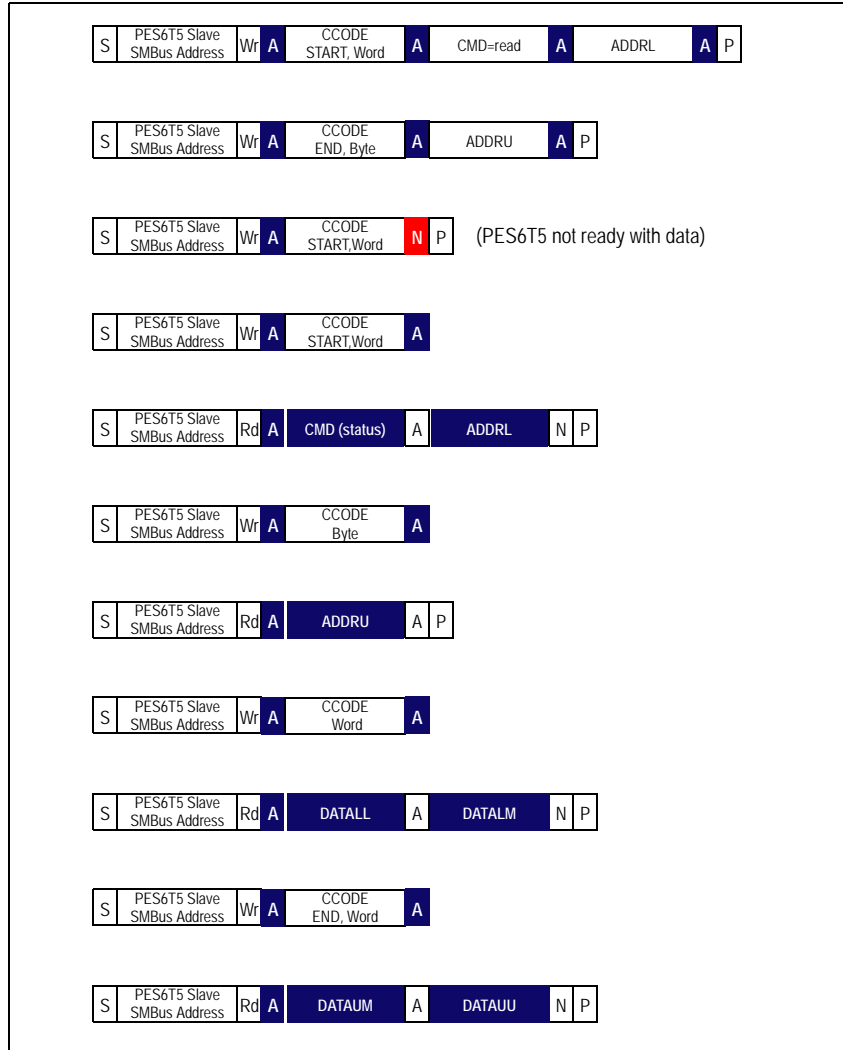 S PES6T5 Slave SMBus Address Wr A CCODE START, Word A CMD=read A ADDRL A P
S PES6T5 Slave SMBus Address Wr A CCODE END, Byte A ADDRU A P
S PES6T5 Slave SMBus Address Wr A CCODE START,Word N P (PES6T5 not ready with data)
S PES6T5 Slave SMBus Address Wr A CCODE START,Word A
S PES6T5 Slave SMBus Address Rd A CMD (status) A ADDRL N P
S PES6T5 Slave SMBus Address Wr A CCODE Byte A
S PES6T5 Slave SMBus Address Rd A ADDRU A P
S PES6T5 Slave SMBus Address Wr A CCODE Word A
S PES6T5 Slave SMBus Address Rd A DATALL A DATALM N P
S PES6T5 Slave SMBus Address Wr A CCODE END, Word A
S PES6T5 Slave SMBus Address Rd A DATAUM A DATAUU N P